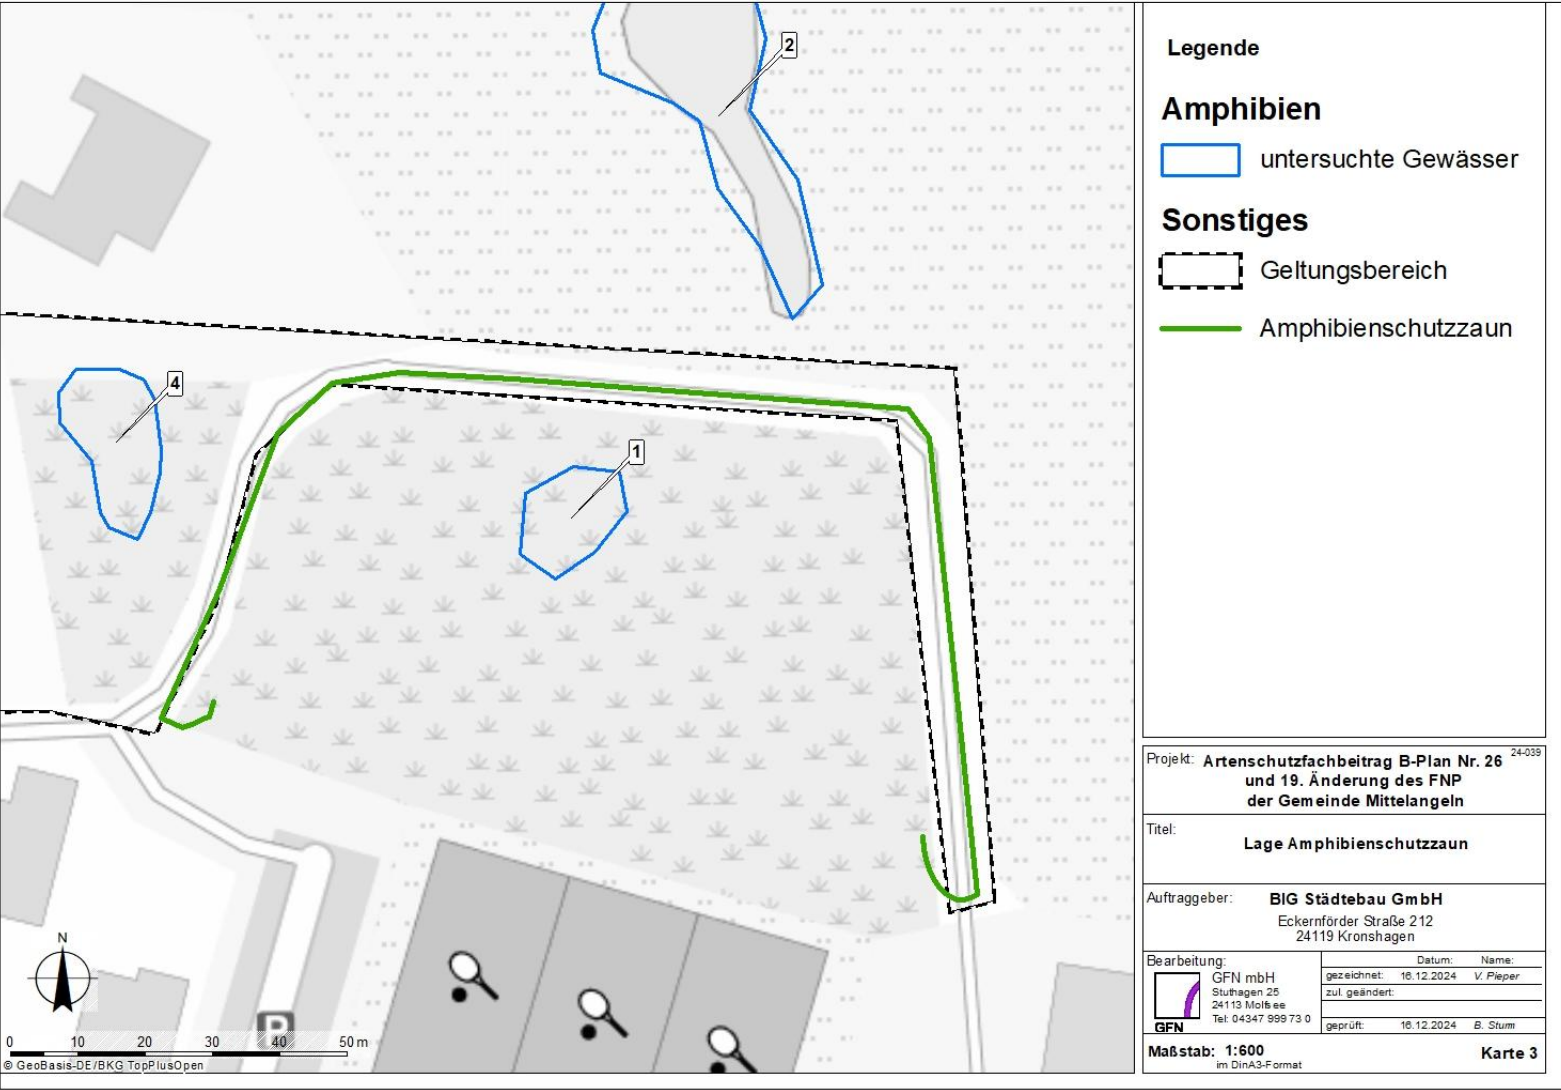 2
4
1
P
N
0 10 20 30 40 50 m
© GeoBasis-DE/BKG TopPlusOpen
Legende
Amphibien
untersuchte Gewässer
Sonstiges
Geltungsbereich
Amphibienschutzzaun
Projekt: Artenschutzfachbeitrag B-Plan Nr. 26 24-039
und 19. Änderung des FNP
der Gemeinde Mittelangeln
Titel:
Lage Amphibienschutzzaun
Auftraggeber: BIG Städtebau GmbH
Eckernförder Straße 212
24119 Kronshagen
Bearbeitung:
GFN mbH
Stuthagen 25
24113 Molfsee
Tel: 04347 999 73 0
GFN
Datum: Name:
gezeichnet: 16.12.2024 V. Pieper
zul. geändert:
geprüft: 16.12.2024 B. Sturm
Maßstab: 1:600
im DinA3-Format
Karte 3